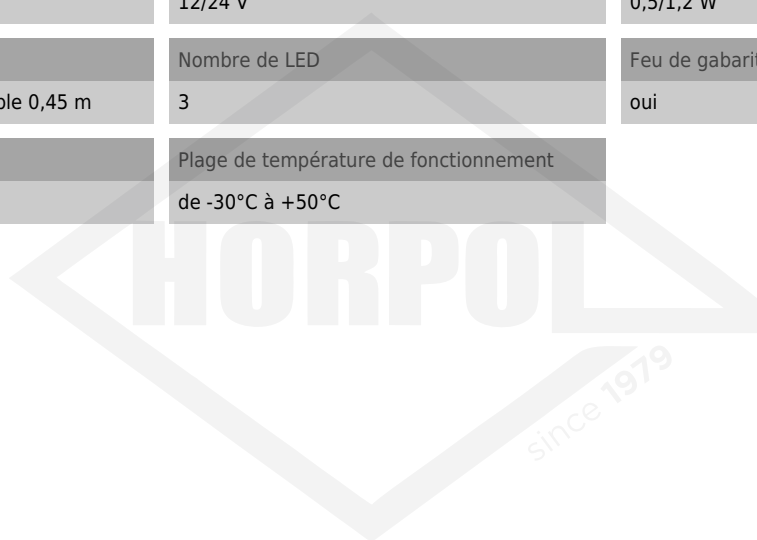 12/24 V
0,5/1,2 W
Nombre de LED
Feu de gabarit
0,45 m
3
oui
Plage de température de fonctionnement
de -30°C à +50°C
HORPOL
since 1979